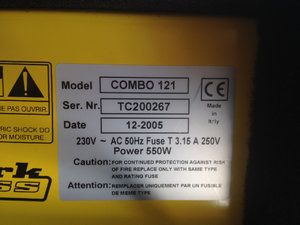 Model COMBO 121
Ser. Nr. TC200267
Date 12-2005
Made in Italy
230V ~ AC 50Hz Fuse T 3.15 A 250V
Power 550W
Caution: FOR CONTINUED PROTECTION AGAINST RISK
OF FIRE REPLACE ONLY WITH SAME TYPE
AND RATING FUSE
Attention: REMPLACER UNIQUEMENT PAR UN FUSIBLE
DE MEME TYPE
CE
NE PAS OUVRIR.
RIC SHOCK DO